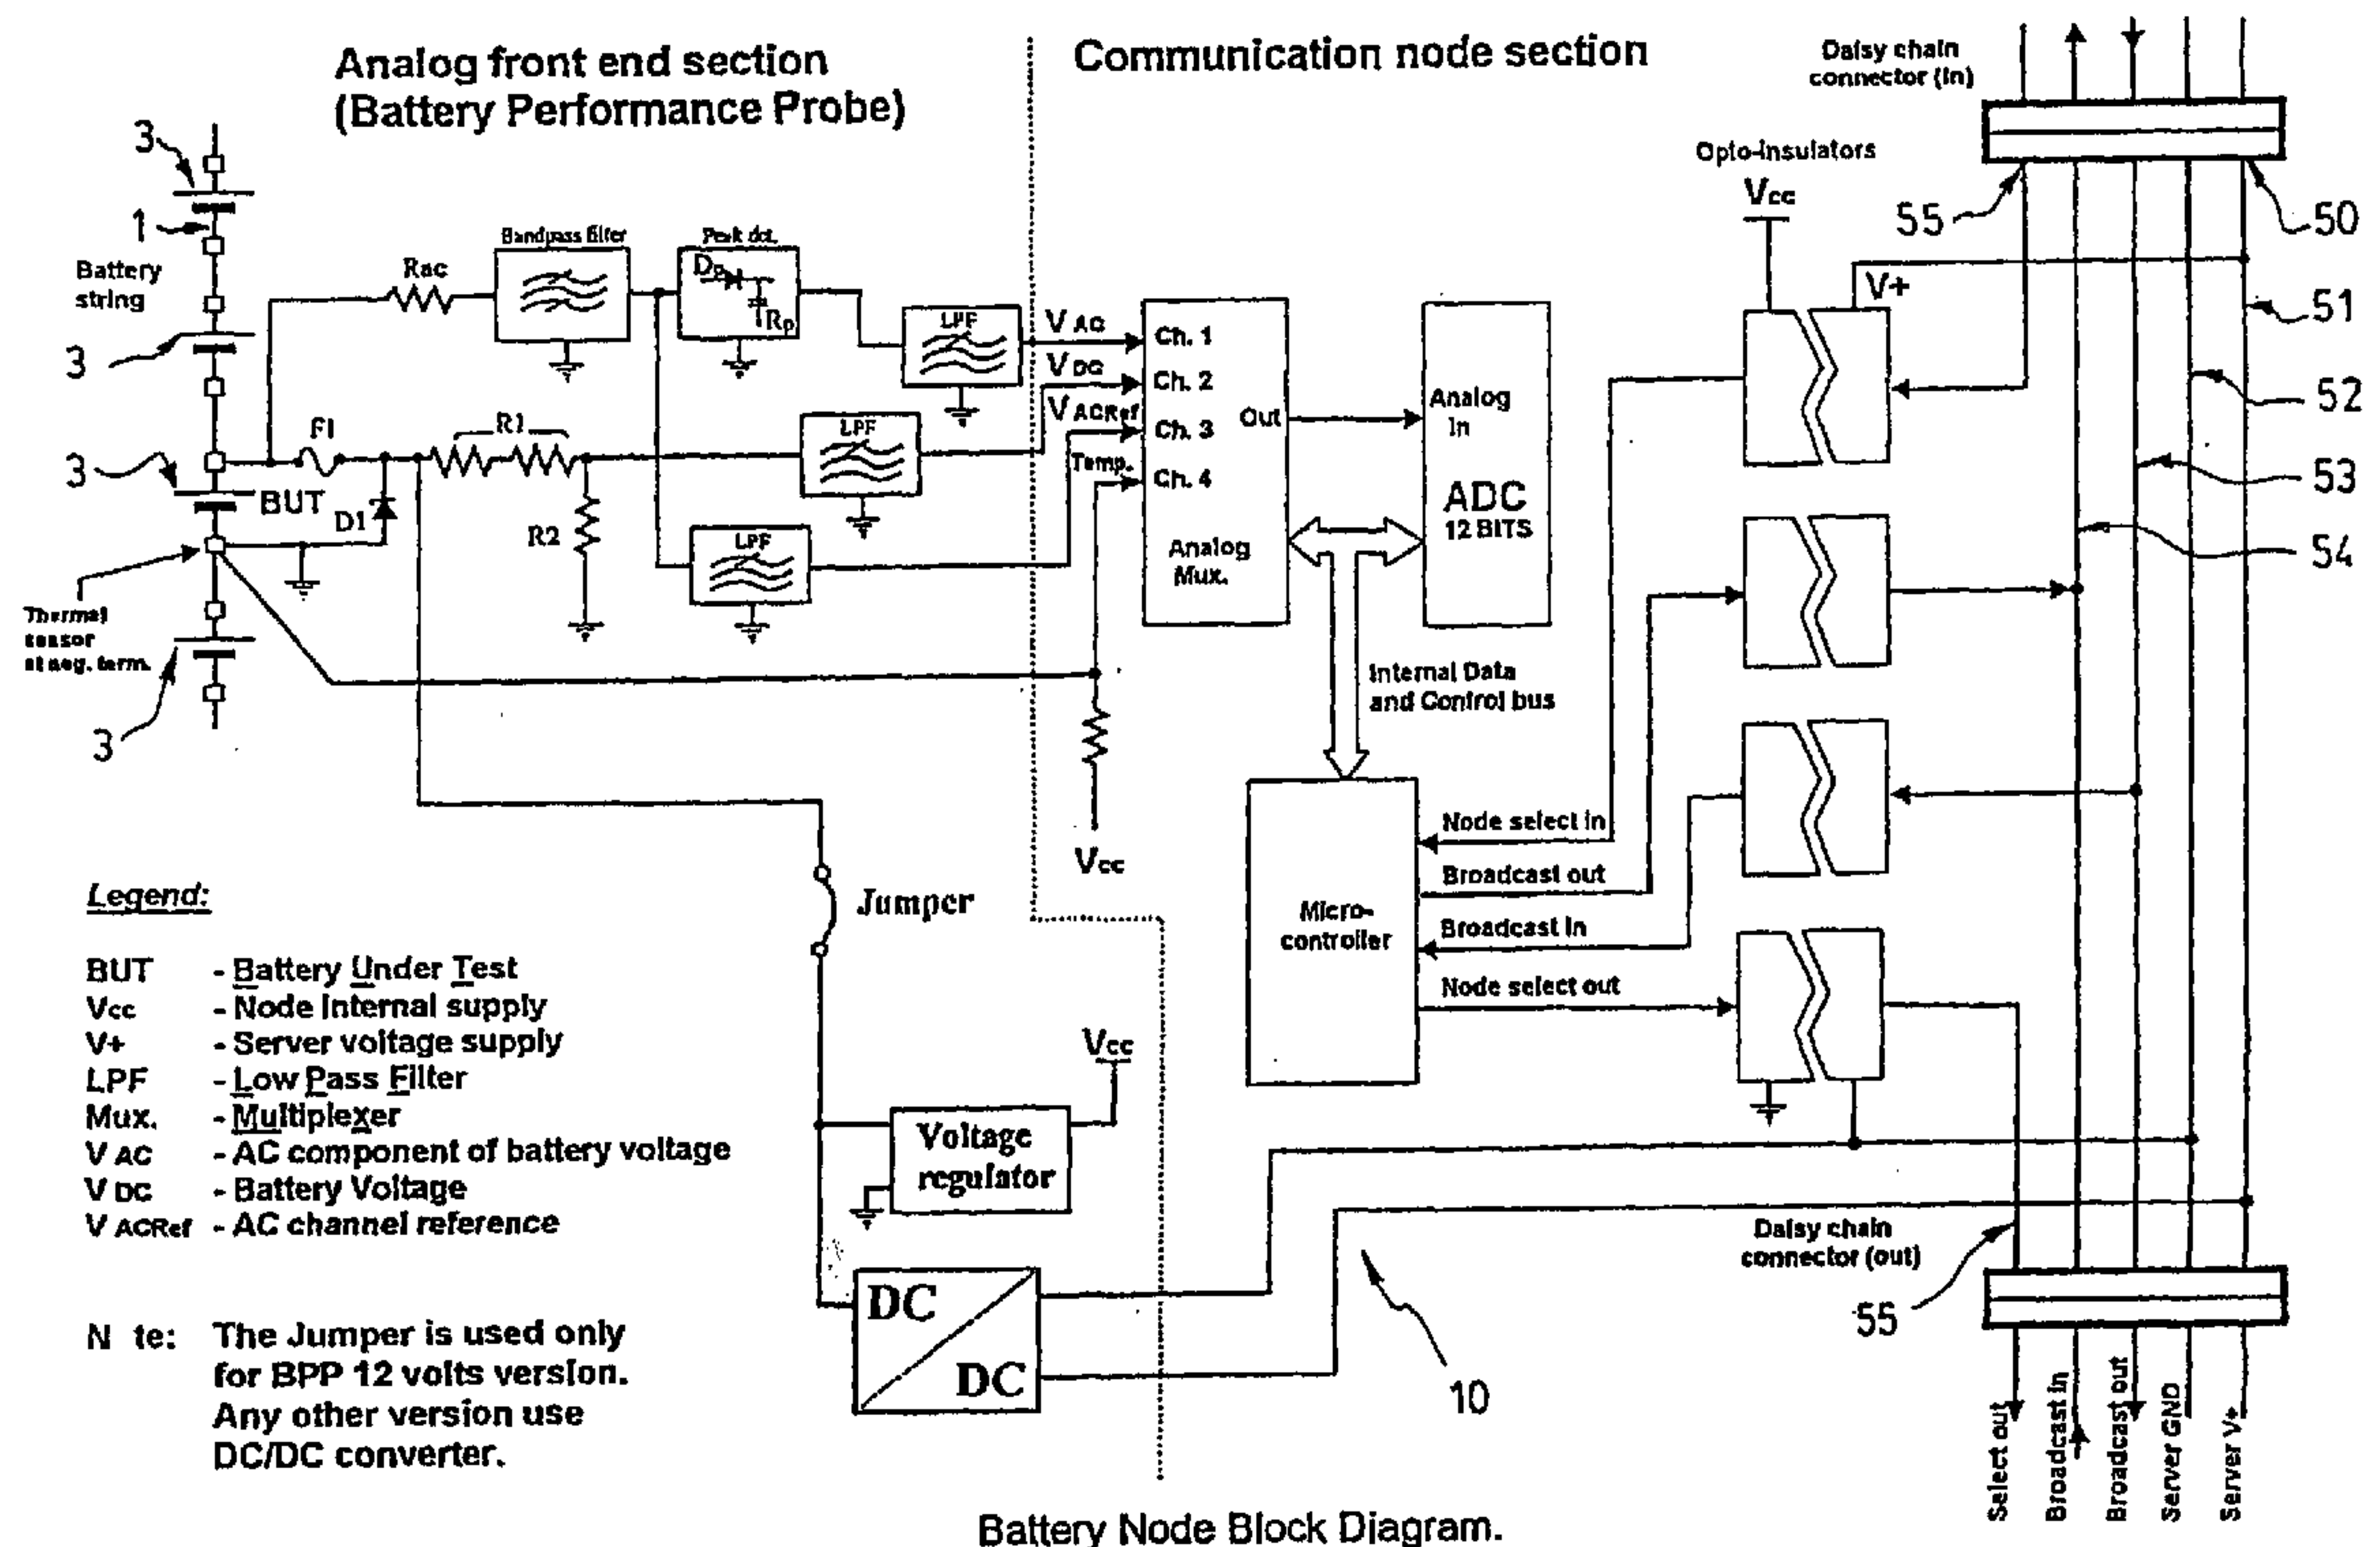 Analog front end section
(Battery Performance Probe)
Communication node section
Daisy chain
connector (in)
Opto-insulators
Vcc
55
50
V+
51
52
53
54
3
1
Battery
string
3
3
BUT
Thermal
sensor
at neg. term.
3
Rac
Bandpass filter
Peak det.
Rp
LPF
F1
R1
D1
R2
LPF
LPF
V AC
V DC
V ACRef
Temp.
Ch. 1
Ch. 2
Ch. 3
Ch. 4
Out
Analog
Mux.
Analog
In
ADC
12 BITS
Internal Data
and Control bus
Vcc
Jumper
Micro-
controller
Node select in
Broadcast out
Broadcast in
Node select out
Legend:
BUT - Battery Under Test
Vcc - Node Internal supply
V+ - Server voltage supply
LPF - Low Pass Filter
Mux. - Multiplexer
V AC - AC component of battery voltage
V DC - Battery Voltage
V ACRef - AC channel reference
N te: The Jumper is used only
for BPP 12 volts version.
Any other version use
DC/DC converter.
Vcc
Voltage
regulator
DC
DC
10
Daisy chain
connector (out)
55
Select out
Broadcast in
Broadcast out
Server GND
Server V+
Battery Node Block Diagram.